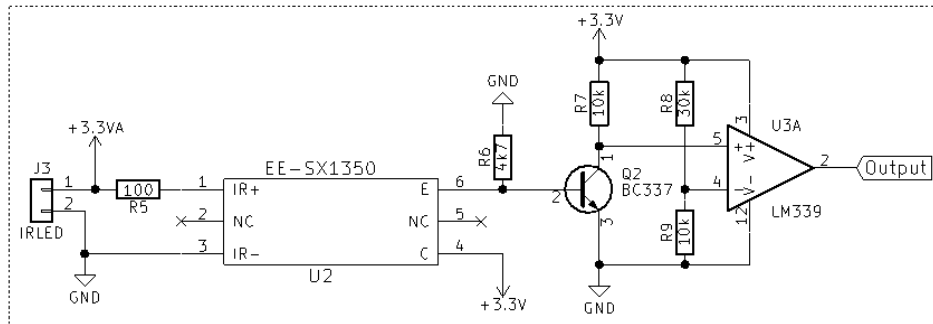 +3.3V
GND
+3.3VA
J3
1
2
IRLED
100
R5
EE-SX1350
1 IR+
2 NC
3 IR-
E 6
NC 5
C 4
U2
GND
+3.3V
R6
4k7
R7
10k
R8
30k
R9
10k
1
2
3
Q2
BC337
GND
U3A
3
5 + V+
4 - V-
12
2
LM339
Output